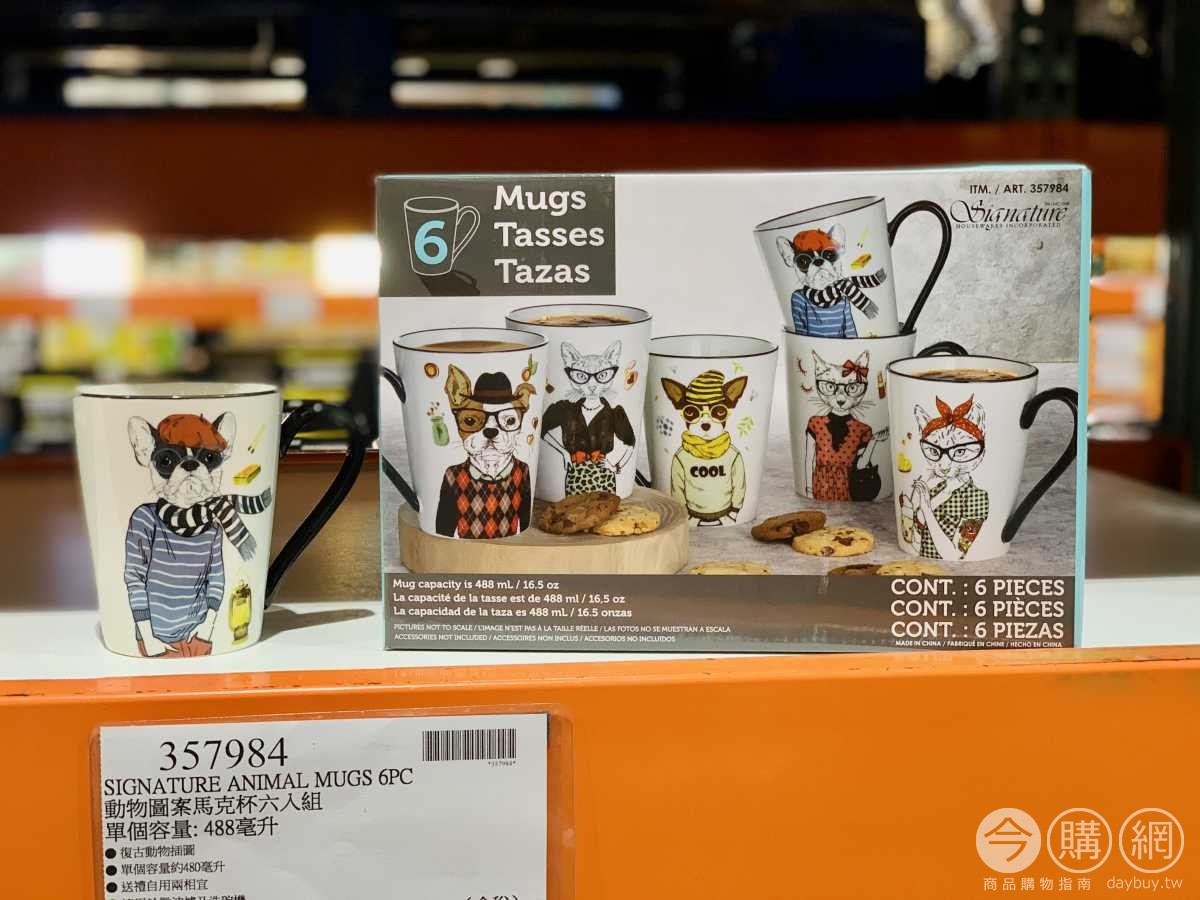 6
Mugs
Tasses
Tazas
ITM. / ART. 357984
Signature
HOUSEWARES INCORPORATED
COOL
Mug capacity is 488 mL / 16.5 oz
La capacité de la tasse est de 488 ml / 16,5 oz
La capacidad de la taza es 488 mL / 16.5 onzas
PICTURES NOT TO SCALE / L'IMAGE N'EST PAS À LA TAILLE RÉELLE / LAS FOTOS NO SE MUESTRAN A ESCALA
ACCESSORIES NOT INCLUDED / ACCESSOIRES NON INCLUS / ACCESORIOS NO INCLUIDOS
CONT. : 6 PIECES
CONT. : 6 PIÈCES
CONT. : 6 PIEZAS
MADE IN CHINA / FABRIQUÉ EN CHINE / HECHO EN CHINA
357984
*357984*
SIGNATURE ANIMAL MUGS 6PC
動物圖案馬克杯六入組
單個容量: 488毫升
● 復古動物插圖
● 單個容量約480毫升
● 送禮自用兩相宜
今購網
商品購物指南 daybuy.tw